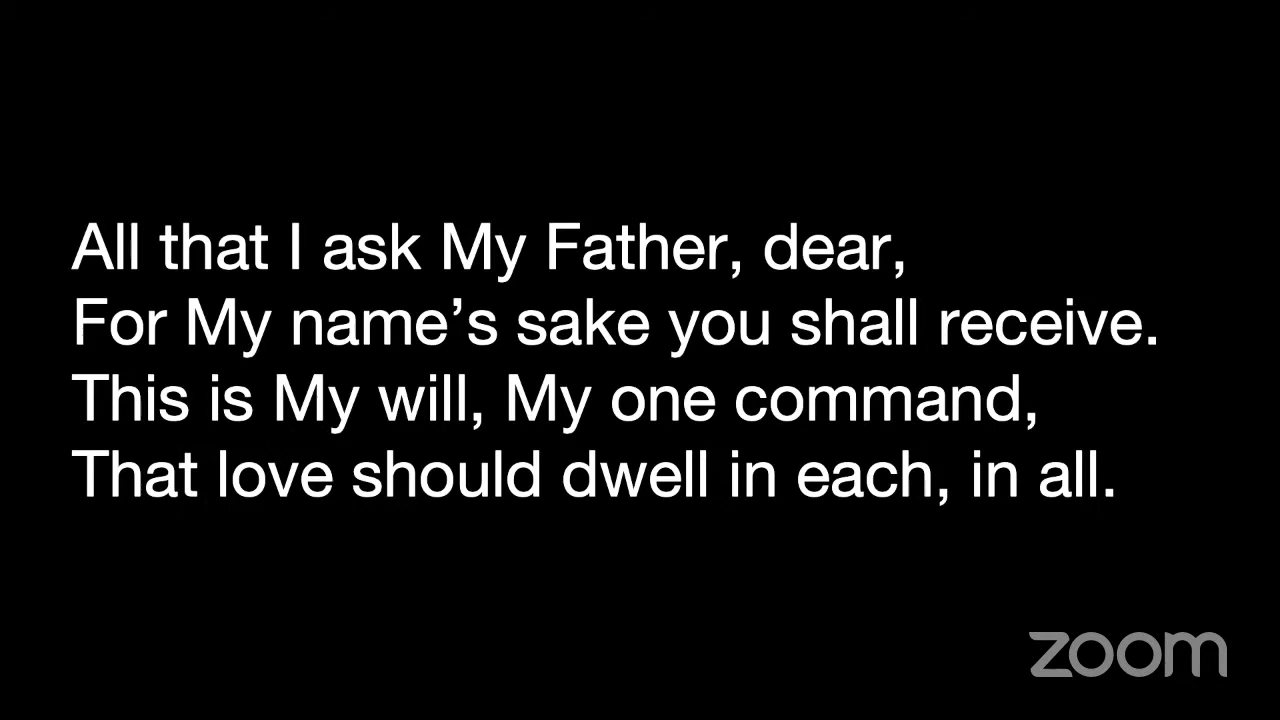 All that I ask My Father, dear,
For My name’s sake you shall receive.
This is My will, My one command,
That love should dwell in each, in all.
zoom